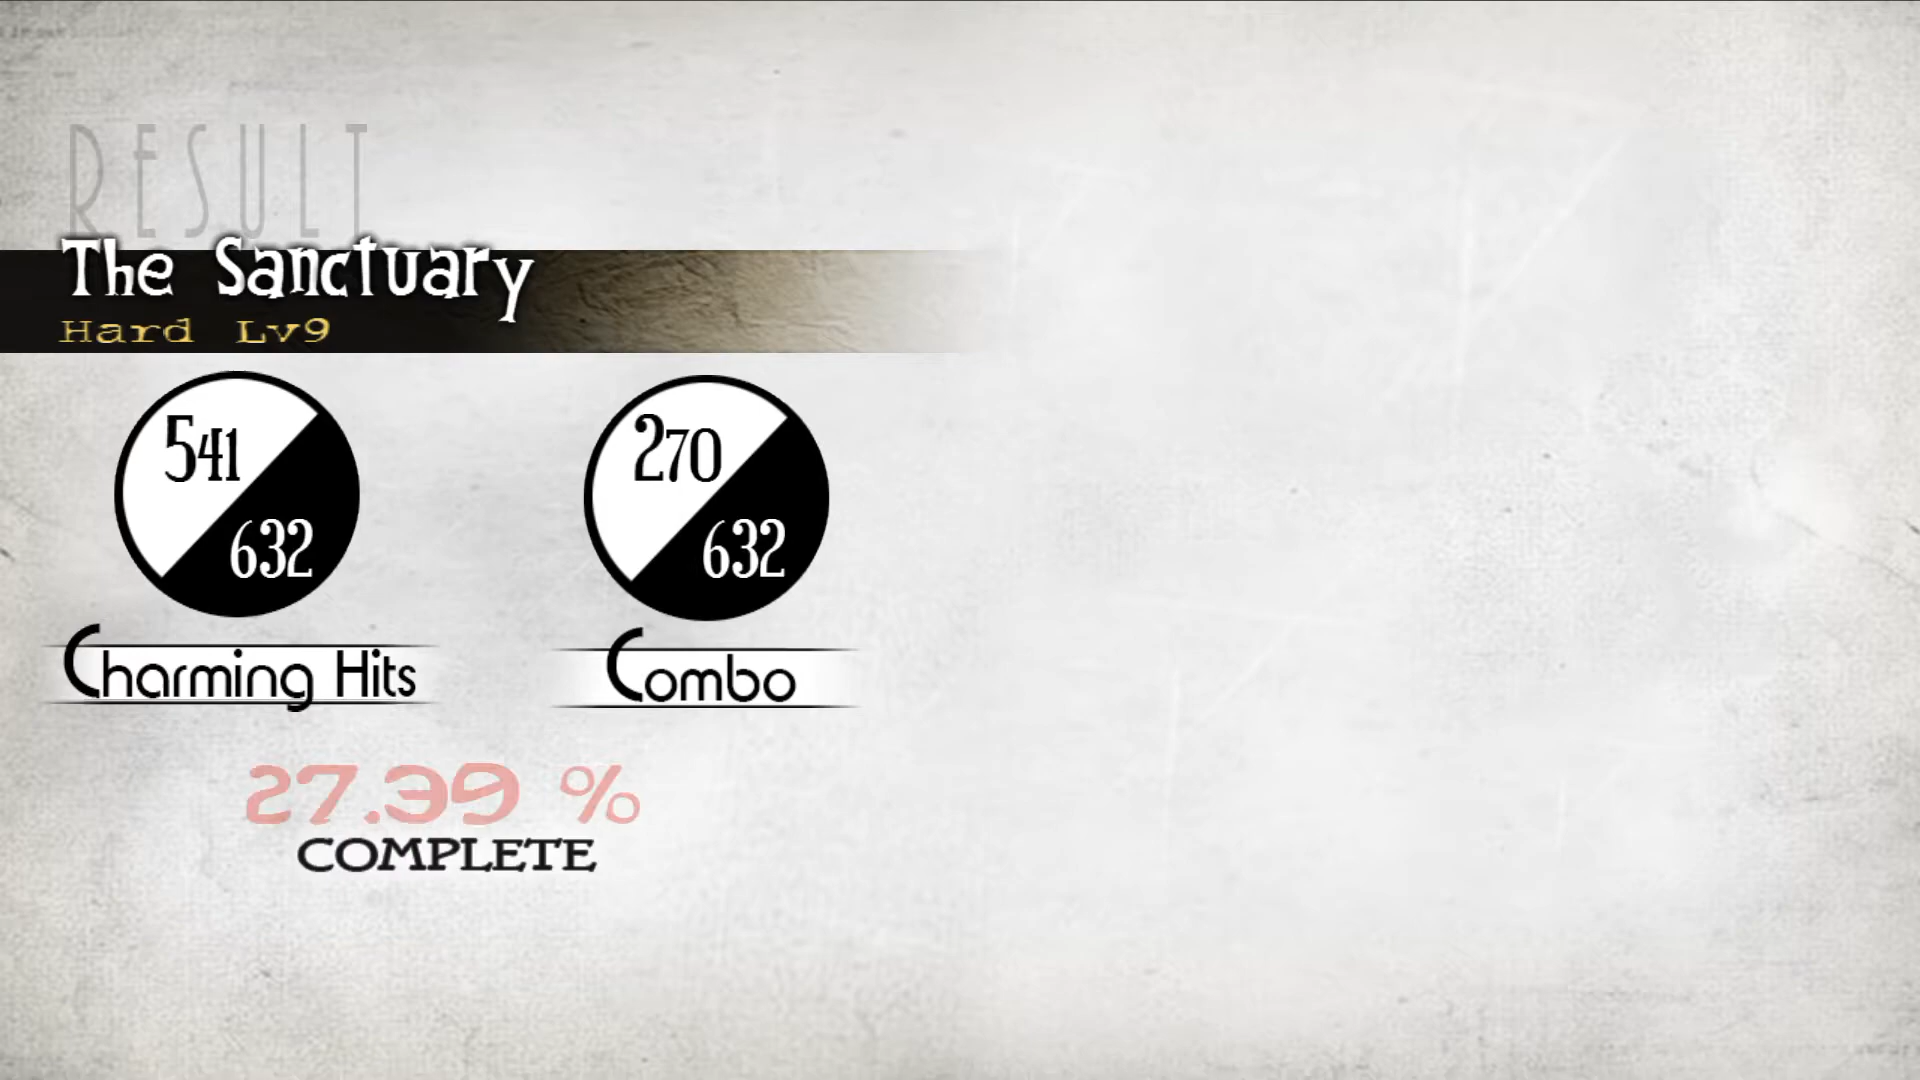 RESULT
The Sanctuary
Hard Lv9
541
632
Charming Hits
270
632
Combo
27.39 %
COMPLETE